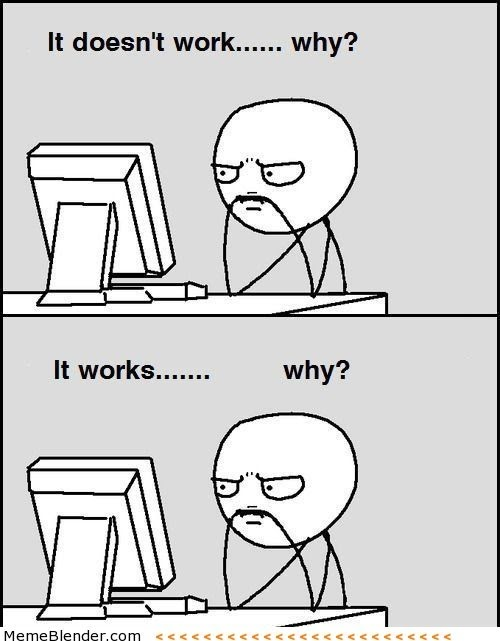 It doesn't work...... why?
It works....... why?
MemeBlender.com < < < < < < < < < < < < < < < < < < < < < < < <